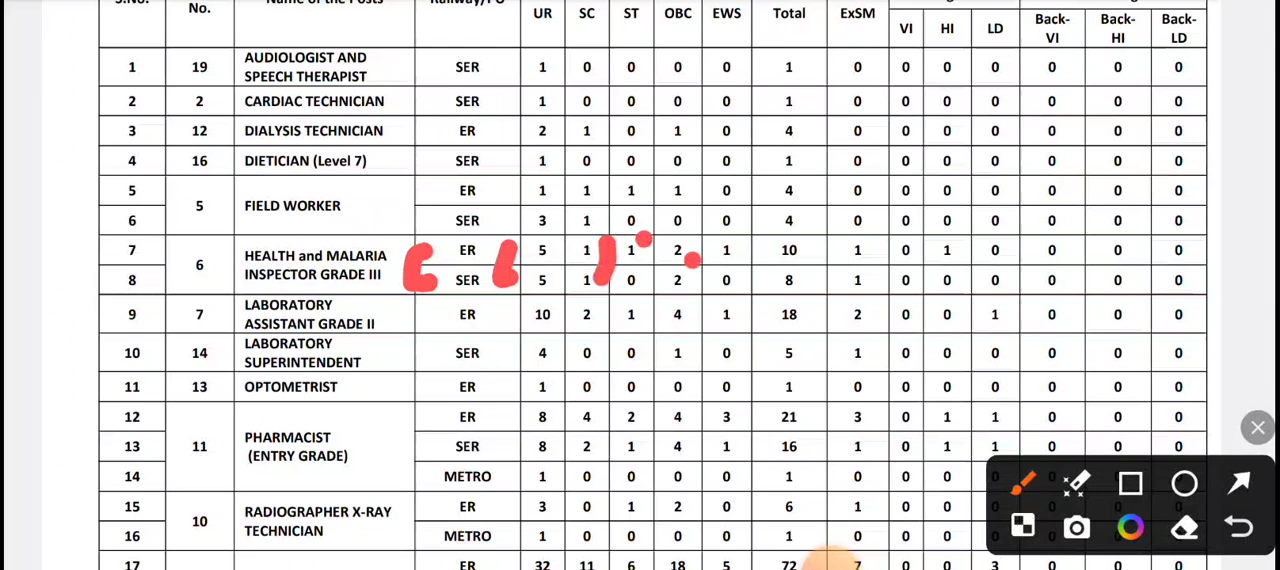 S.No. No. Name of the Posts Railway/PU UR SC ST OBC EWS Total ExSM VI HI LD Back-VI Back-HI Back-LD
1 19 AUDIOLOGIST AND SPEECH THERAPIST SER 1 0 0 0 0 1 0 0 0 0 0 0 0
2 2 CARDIAC TECHNICIAN SER 1 0 0 0 0 1 0 0 0 0 0 0 0
3 12 DIALYSIS TECHNICIAN ER 2 1 0 1 0 4 0 0 0 0 0 0 0
4 16 DIETICIAN (Level 7) SER 1 0 0 0 0 1 0 0 0 0 0 0 0
5 5 FIELD WORKER ER 1 1 1 1 0 4 0 0 0 0 0 0 0
6 SER 3 1 0 0 0 4 0 0 0 0 0 0 0
7 6 HEALTH and MALARIA INSPECTOR GRADE III ER 5 1 1 2 1 10 1 0 1 0 0 0 0
8 SER 5 1 0 2 0 8 1 0 0 0 0 0 0
9 7 LABORATORY ASSISTANT GRADE II ER 10 2 1 4 1 18 2 0 0 1 0 0 0
10 14 LABORATORY SUPERINTENDENT SER 4 0 0 1 0 5 1 0 0 0 0 0 0
11 13 OPTOMETRIST ER 1 0 0 0 0 1 0 0 0 0 0 0 0
12 11 PHARMACIST (ENTRY GRADE) ER 8 4 2 4 3 21 3 0 1 1 0 0 0
13 SER 8 2 1 4 1 16 1 0 1 1 0 0 0
14 METRO 1 0 0 0 0 1 0 0 0 0 0 0 0
15 10 RADIOGRAPHER X-RAY TECHNICIAN ER 3 0 1 2 0 6 1 0 0 0
16 METRO 1 0 0 0 0 1 0 0 0 0
17 ER 32 11 6 18 5 72 7 0 0 3 0 0 0